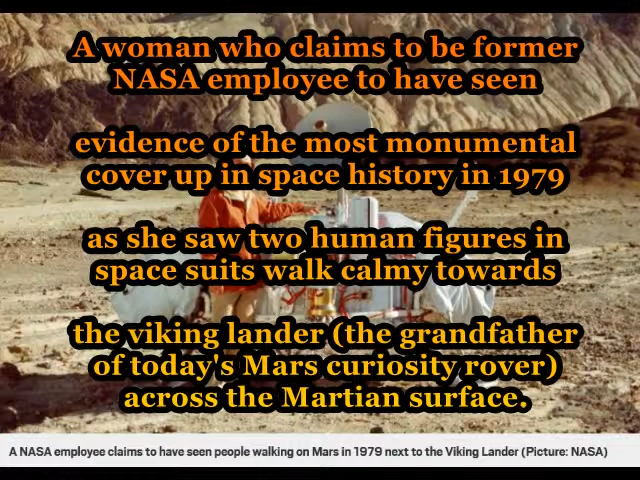 A woman who claims to be former
NASA employee to have seen
evidence of the most monumental
cover up in space history in 1979
as she saw two human figures in
space suits walk calmy towards
the viking lander (the grandfather
of today's Mars curiosity rover)
across the Martian surface.
A NASA employee claims to have seen people walking on Mars in 1979 next to the Viking Lander (Picture: NASA)